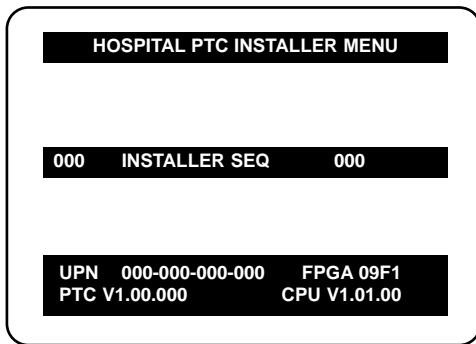 HOSPITAL PTC INSTALLER MENU
000 INSTALLER SEQ 000
UPN 000-000-000-000 FPGA 09F1
PTC V1.00.000 CPU V1.01.00